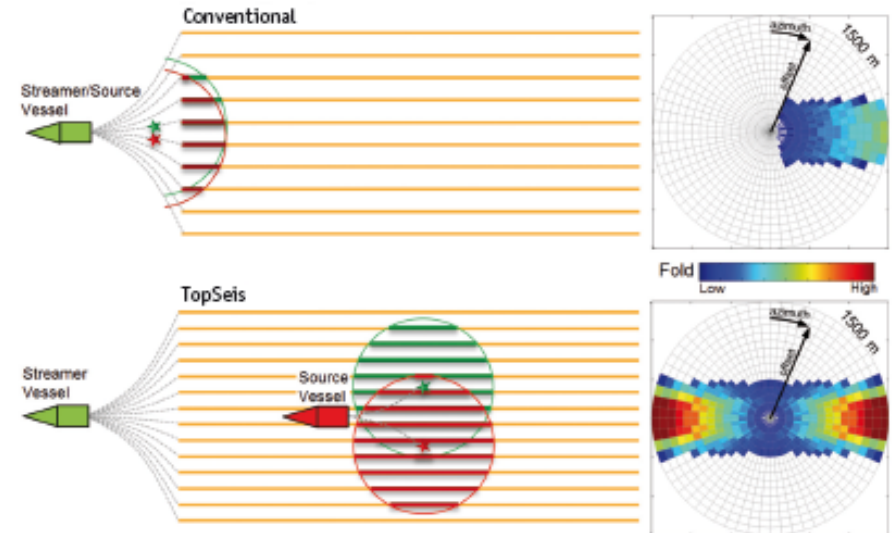 Conventional
Streamer/Source
Vessel
azimuth
offset
1500 m
Fold
Low
High
TopSeis
Streamer
Vessel
Source
Vessel
azimuth
offset
1500 m